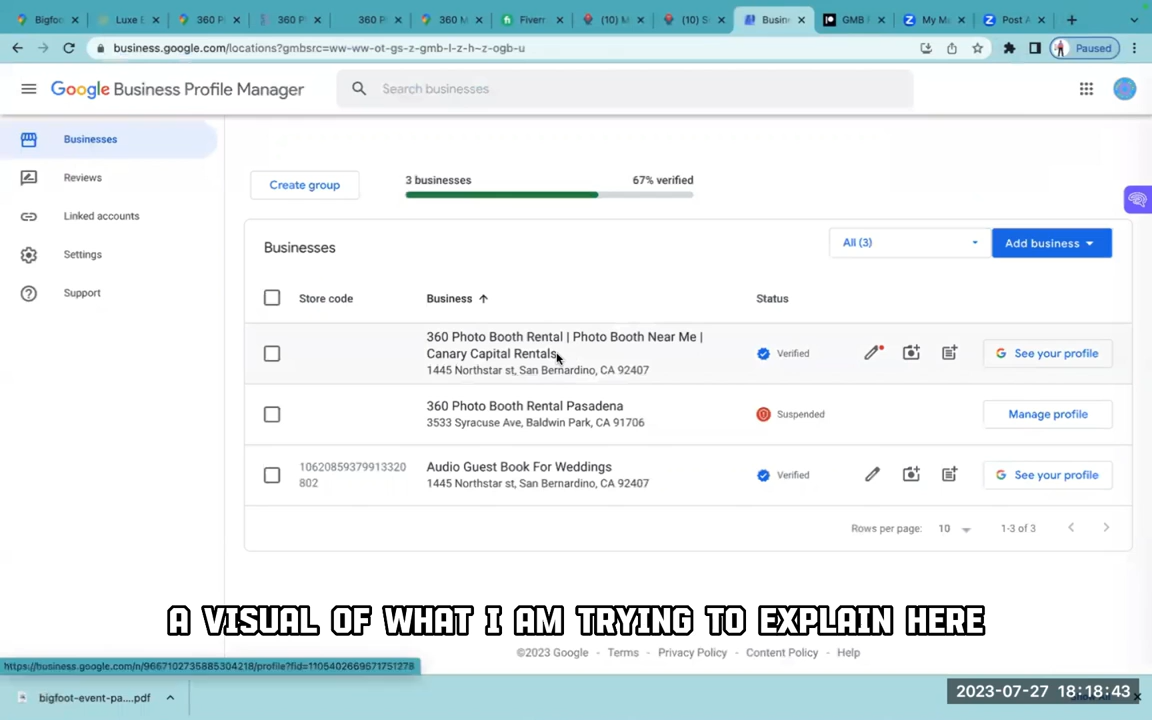 Bigfoo
Luxe E
360 P
360 P
360 P
360 M
Fiverr
(10) M
(10) S
Busin
GMB
My M
Post A
business.google.com/locations?gmbsrc=ww-ww-ot-gs-z-gmb-l-z-h-z-ogb-u
Paused
Google Business Profile Manager
Search businesses
Businesses
Reviews
Linked accounts
Settings
Support
Create group
3 businesses
67% verified
Businesses
All (3)
Add business
Store code
Business
Status
360 Photo Booth Rental | Photo Booth Near Me |
Canary Capital Rentals
1445 Northstar st, San Bernardino, CA 92407
Verified
See your profile
360 Photo Booth Rental Pasadena
3533 Syracuse Ave, Baldwin Park, CA 91706
Suspended
Manage profile
10620859379913320
802
Audio Guest Book For Weddings
1445 Northstar st, San Bernardino, CA 92407
Verified
See your profile
Rows per page: 10
1-3 of 3
A VISUAL OF WHAT I AM TRYING TO EXPLAIN HERE
©2023 Google - Terms - Privacy Policy - Content Policy - Help
https://business.google.com/n/9667102735885304218/profile?fid=1105402669571751278
bigfoot-event-pa....pdf
2023-07-27 18:18:43